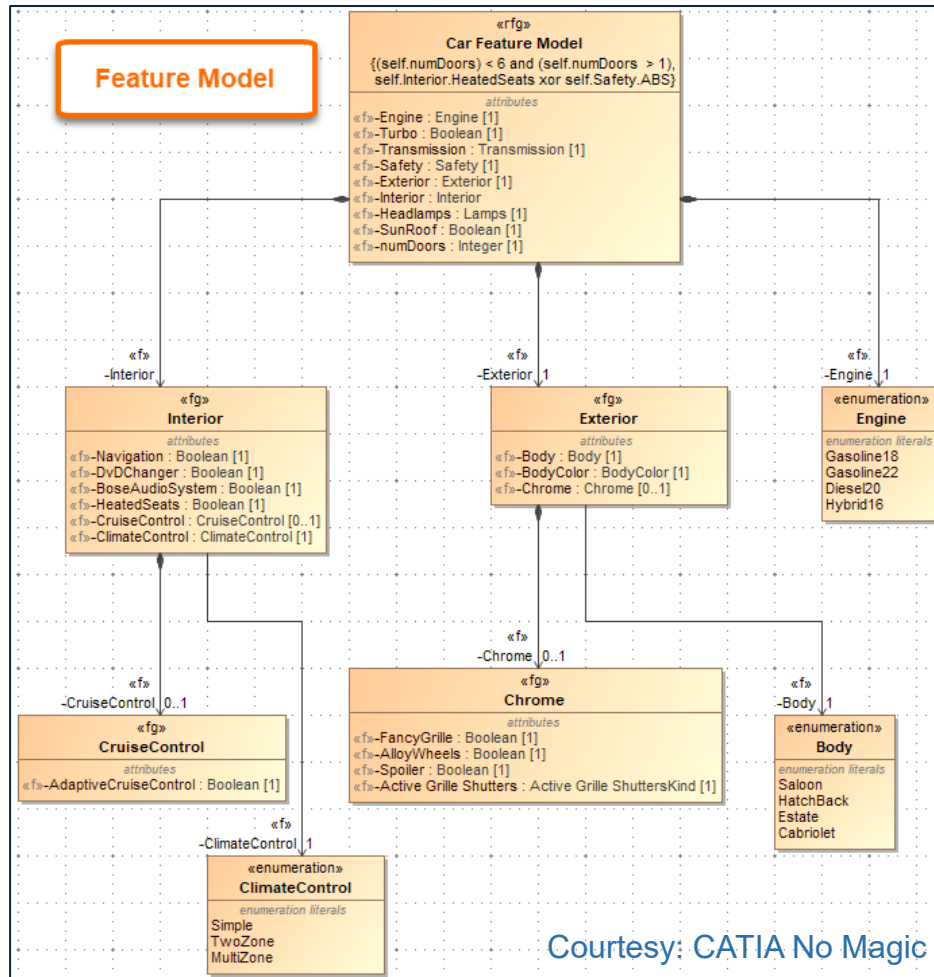 Feature Model
«rfg»
Car Feature Model
{(self.numDoors) < 6 and (self.numDoors > 1),
self.Interior.HeatedSeats xor self.Safety.ABS}
attributes
«f»-Engine : Engine [1]
«f»-Turbo : Boolean [1]
«f»-Transmission : Transmission [1]
«f»-Safety : Safety [1]
«f»-Exterior : Exterior [1]
«f»-Interior : Interior
«f»-Headlamps : Lamps [1]
«f»-SunRoof : Boolean [1]
«f»-numDoors : Integer [1]
«f»
-Interior
«f»
-Exterior 1
«f»
-Engine 1
«fg»
Interior
attributes
«f»-Navigation : Boolean [1]
«f»-DvDChanger : Boolean [1]
«f»-BoseAudioSystem : Boolean [1]
«f»-HeatedSeats : Boolean [1]
«f»-CruiseControl : CruiseControl [0..1]
«f»-ClimateControl : ClimateControl [1]
«fg»
Exterior
attributes
«f»-Body : Body [1]
«f»-BodyColor : BodyColor [1]
«f»-Chrome : Chrome [0..1]
«enumeration»
Engine
enumeration literals
Gasoline18
Gasoline22
Diesel20
Hybrid16
«f»
-CruiseControl 0..1
«f»
-Chrome 0..1
«f»
-Body 1
«fg»
CruiseControl
attributes
«f»-AdaptiveCruiseControl : Boolean [1]
«fg»
Chrome
attributes
«f»-FancyGrille : Boolean [1]
«f»-AlloyWheels : Boolean [1]
«f»-Spoiler : Boolean [1]
«f»-Active Grille Shutters : Active Grille ShuttersKind [1]
«enumeration»
Body
enumeration literals
Saloon
HatchBack
Estate
Cabriolet
«f»
-ClimateControl 1
«enumeration»
ClimateControl
enumeration literals
Simple
TwoZone
MultiZone
Courtesy: CATIA No Magic